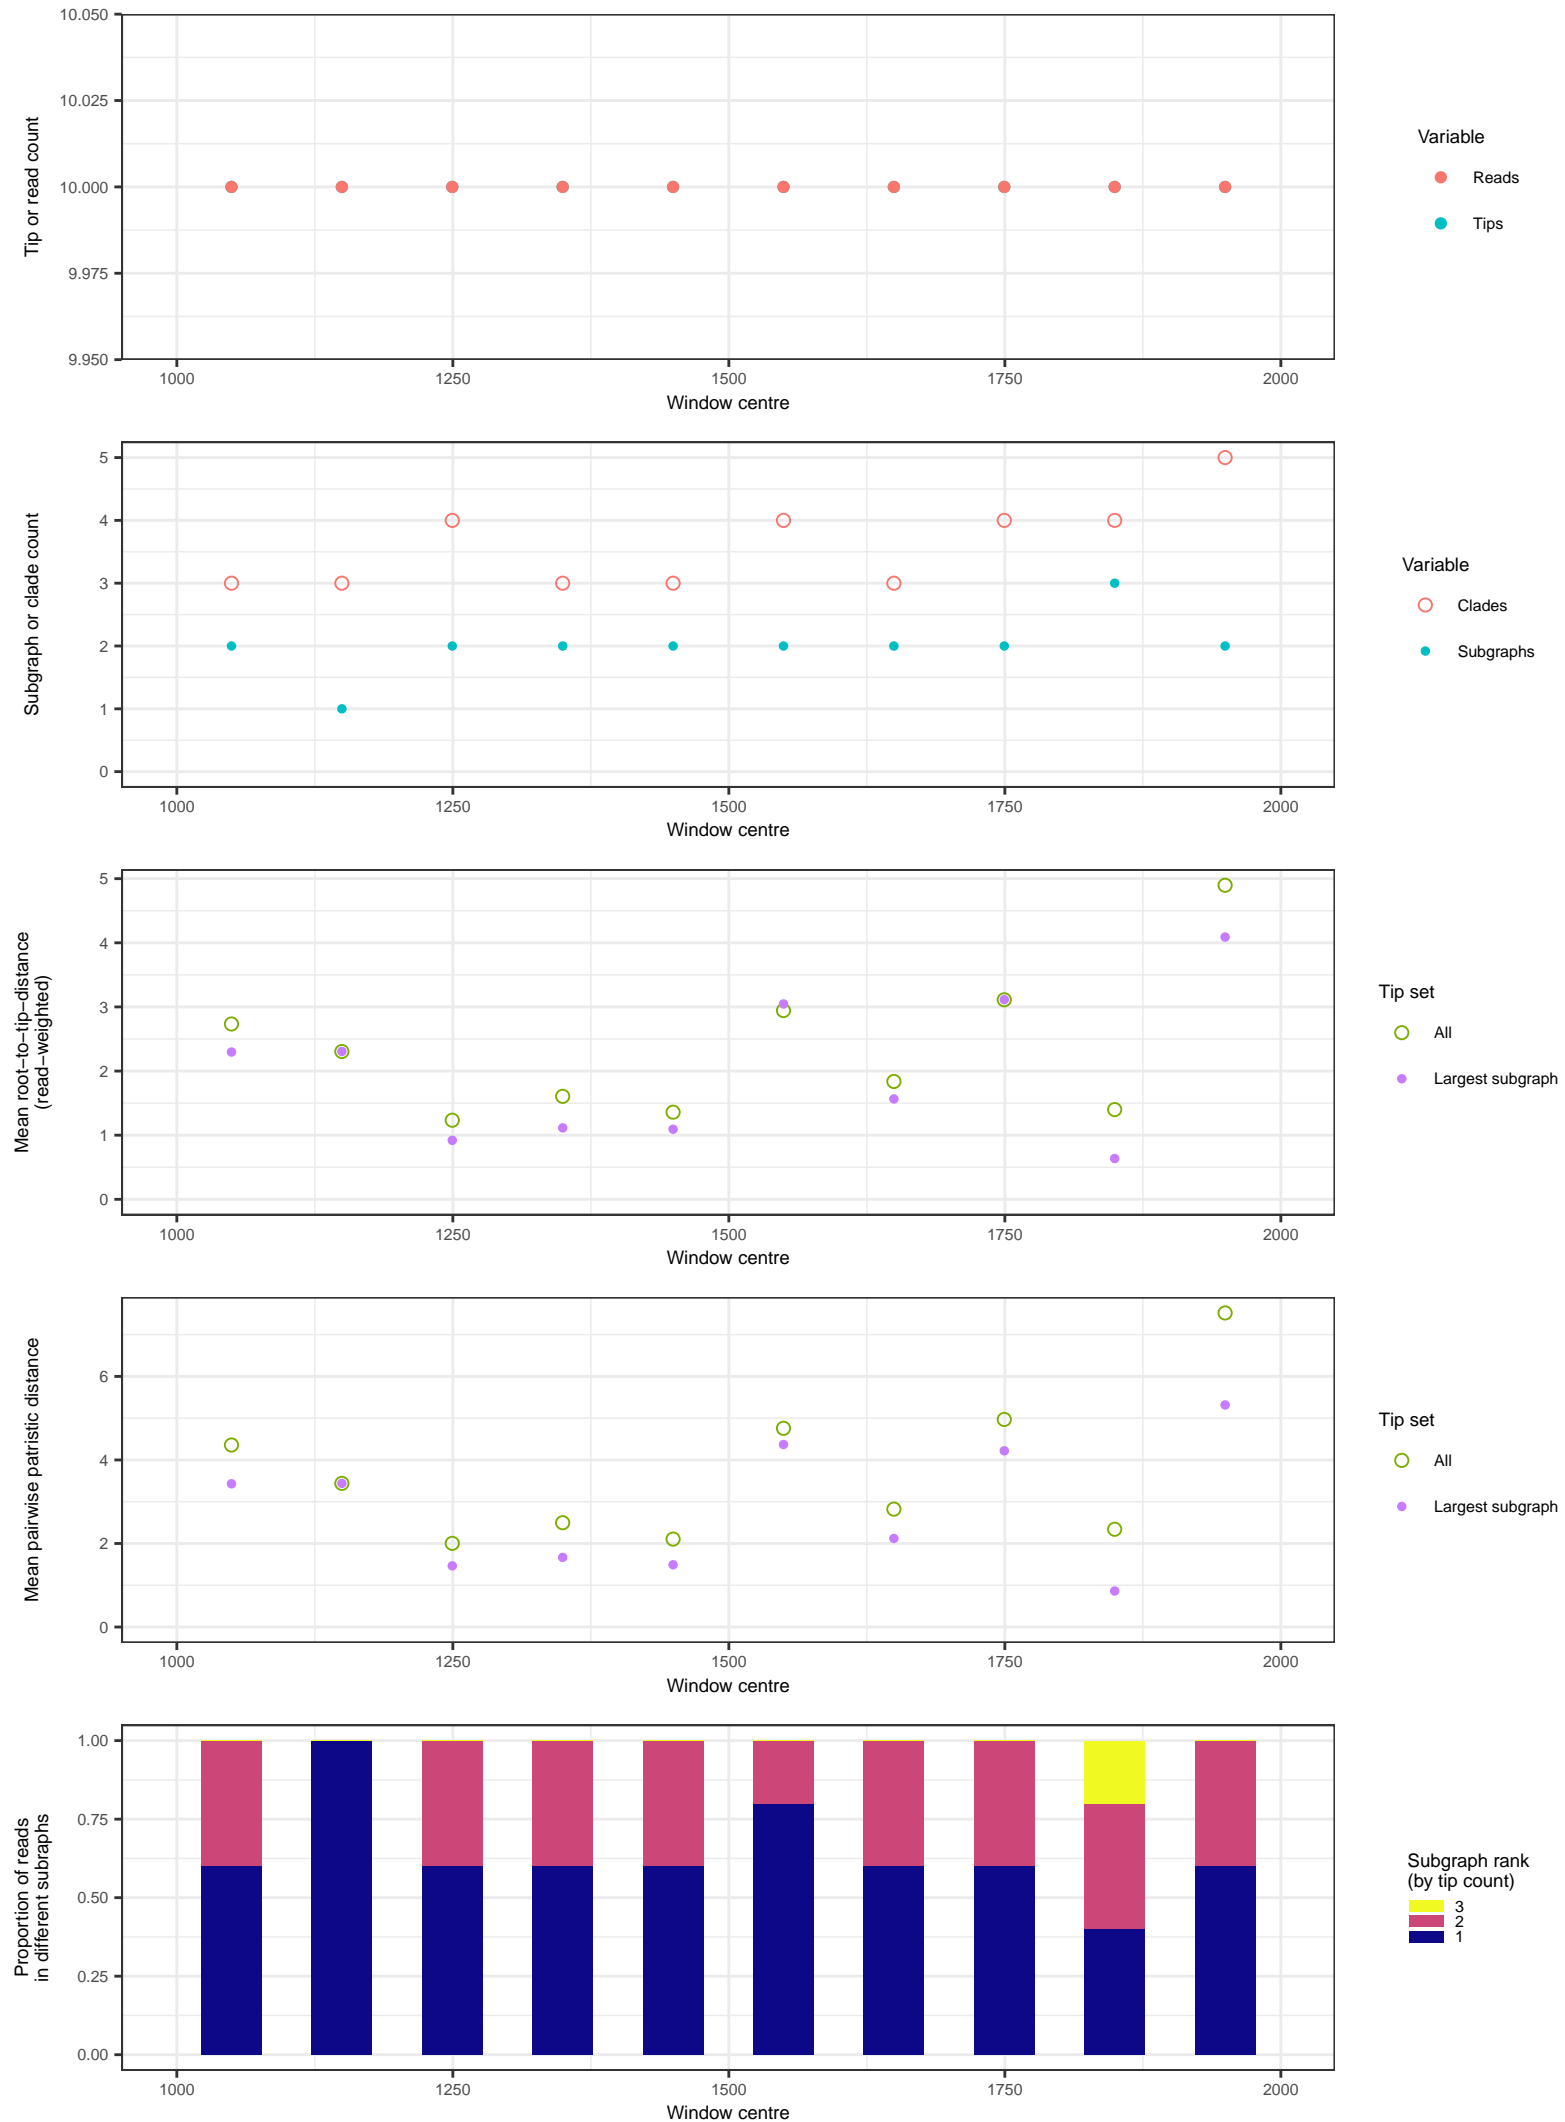 Tip or read count
10.050
10.025
10.000
9.975
9.950
1000 1250 1500 1750 2000
Window centre
Variable
Reads
Tips
Subgraph or clade count
5
4
3
2
1
0
1000 1250 1500 1750 2000
Window centre
Variable
Clades
Subgraphs
Mean root−to−tip−distance
(read−weighted)
5
4
3
2
1
0
1000 1250 1500 1750 2000
Window centre
Tip set
All
Largest subgraph
Mean pairwise patristic distance
6
4
2
0
1000 1250 1500 1750 2000
Window centre
Tip set
All
Largest subgraph
Proportion of reads
in different subraphs
1.00
0.75
0.50
0.25
0.00
1000 1250 1500 1750 2000
Window centre
Subgraph rank
(by tip count)
3
2
1